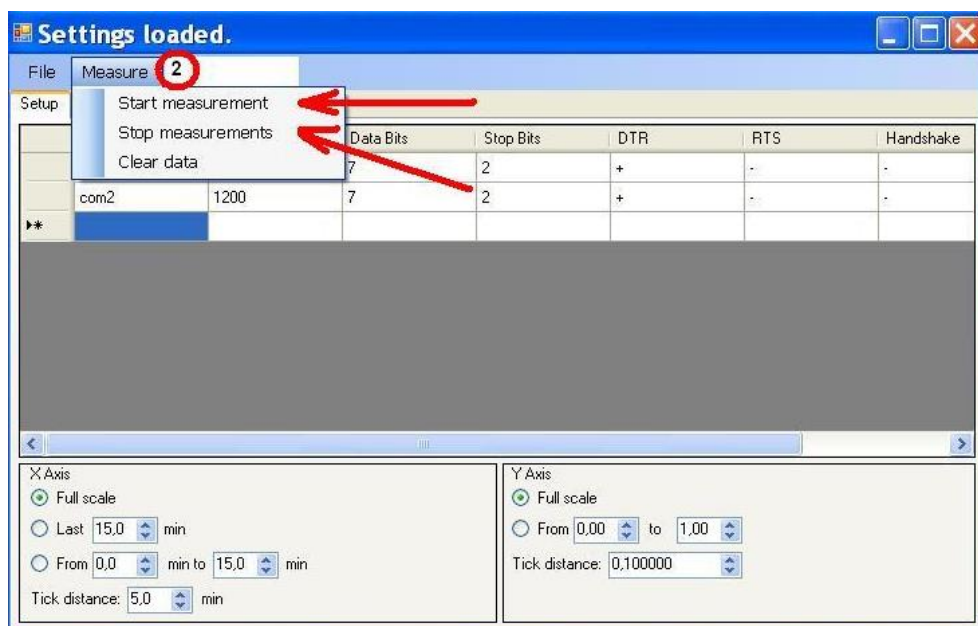 Settings loaded.
File Measure 2
Setup
Start measurement
Stop measurements
Clear data
Data Bits Stop Bits DTR RTS Handshake
7 2 + - -
com2 1200 7 2 + - -
X Axis
Full scale
Last 15,0 min
From 0,0 min to 15,0 min
Tick distance: 5,0 min
Y Axis
Full scale
From 0,00 to 1,00
Tick distance: 0,100000